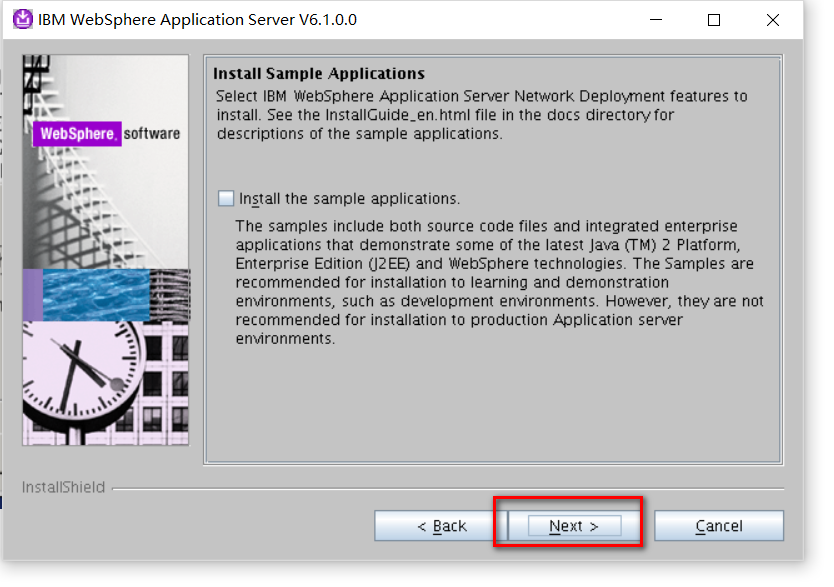 IBM WebSphere Application Server V6.1.0.0
WebSphere. software
Install Sample Applications
Select IBM WebSphere Application Server Network Deployment features to
install. See the InstallGuide_en.html file in the docs directory for
descriptions of the sample applications.
Install the sample applications.
The samples include both source code files and integrated enterprise
applications that demonstrate some of the latest Java (TM) 2 Platform,
Enterprise Edition (J2EE) and WebSphere technologies. The Samples are
recommended for installation to learning and demonstration
environments, such as development environments. However, they are not
recommended for installation to production Application server
environments.
InstallShield
< Back Next > Cancel